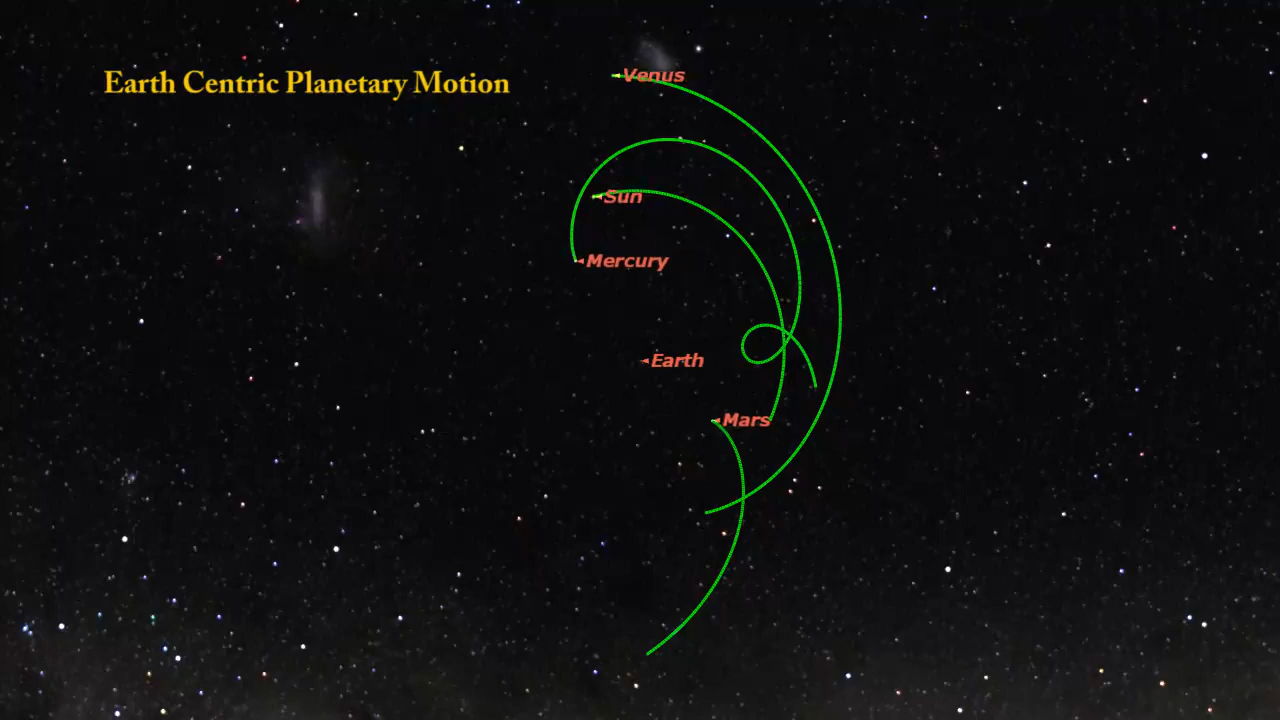 Earth Centric Planetary Motion
Venus
Sun
Mercury
Earth
Mars